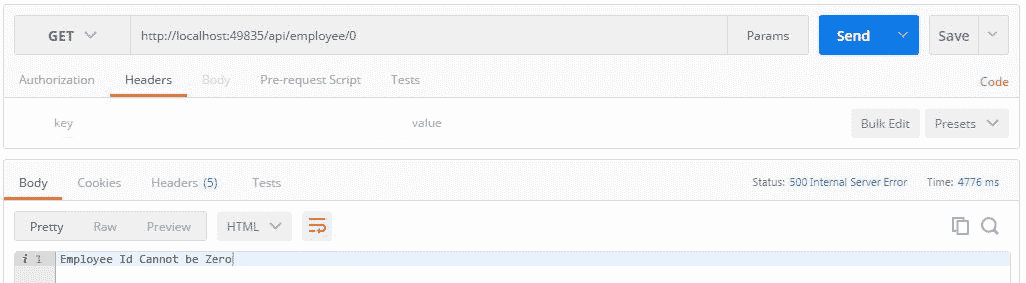 GET http://localhost:49835/api/employee/0 Params Send Save
Authorization Headers Body Pre-request Script Tests Code
key value Bulk Edit Presets
Body Cookies Headers (5) Tests Status: 500 Internal Server Error Time: 4776 ms
Pretty Raw Preview HTML
i 1 Employee Id Cannot be Zero